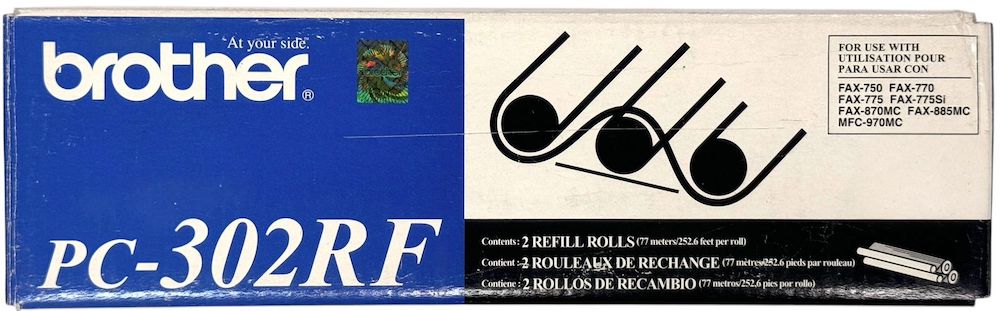 At your side.
brother®
brother
PC-302RF
FOR USE WITH
UTILISATION POUR
PARA USAR CON
FAX-750 FAX-770
FAX-775 FAX-775Si
FAX-870MC FAX-885MC
MFC-970MC
Contents: 2 REFILL ROLLS (77 meters/252.6 feet per roll)
Contient: 2 ROULEAUX DE RECHANGE (77 mètres/252.6 pieds par rouleau)
Contiene: 2 ROLLOS DE RECAMBIO (77 metros/252.6 pies por rollo)